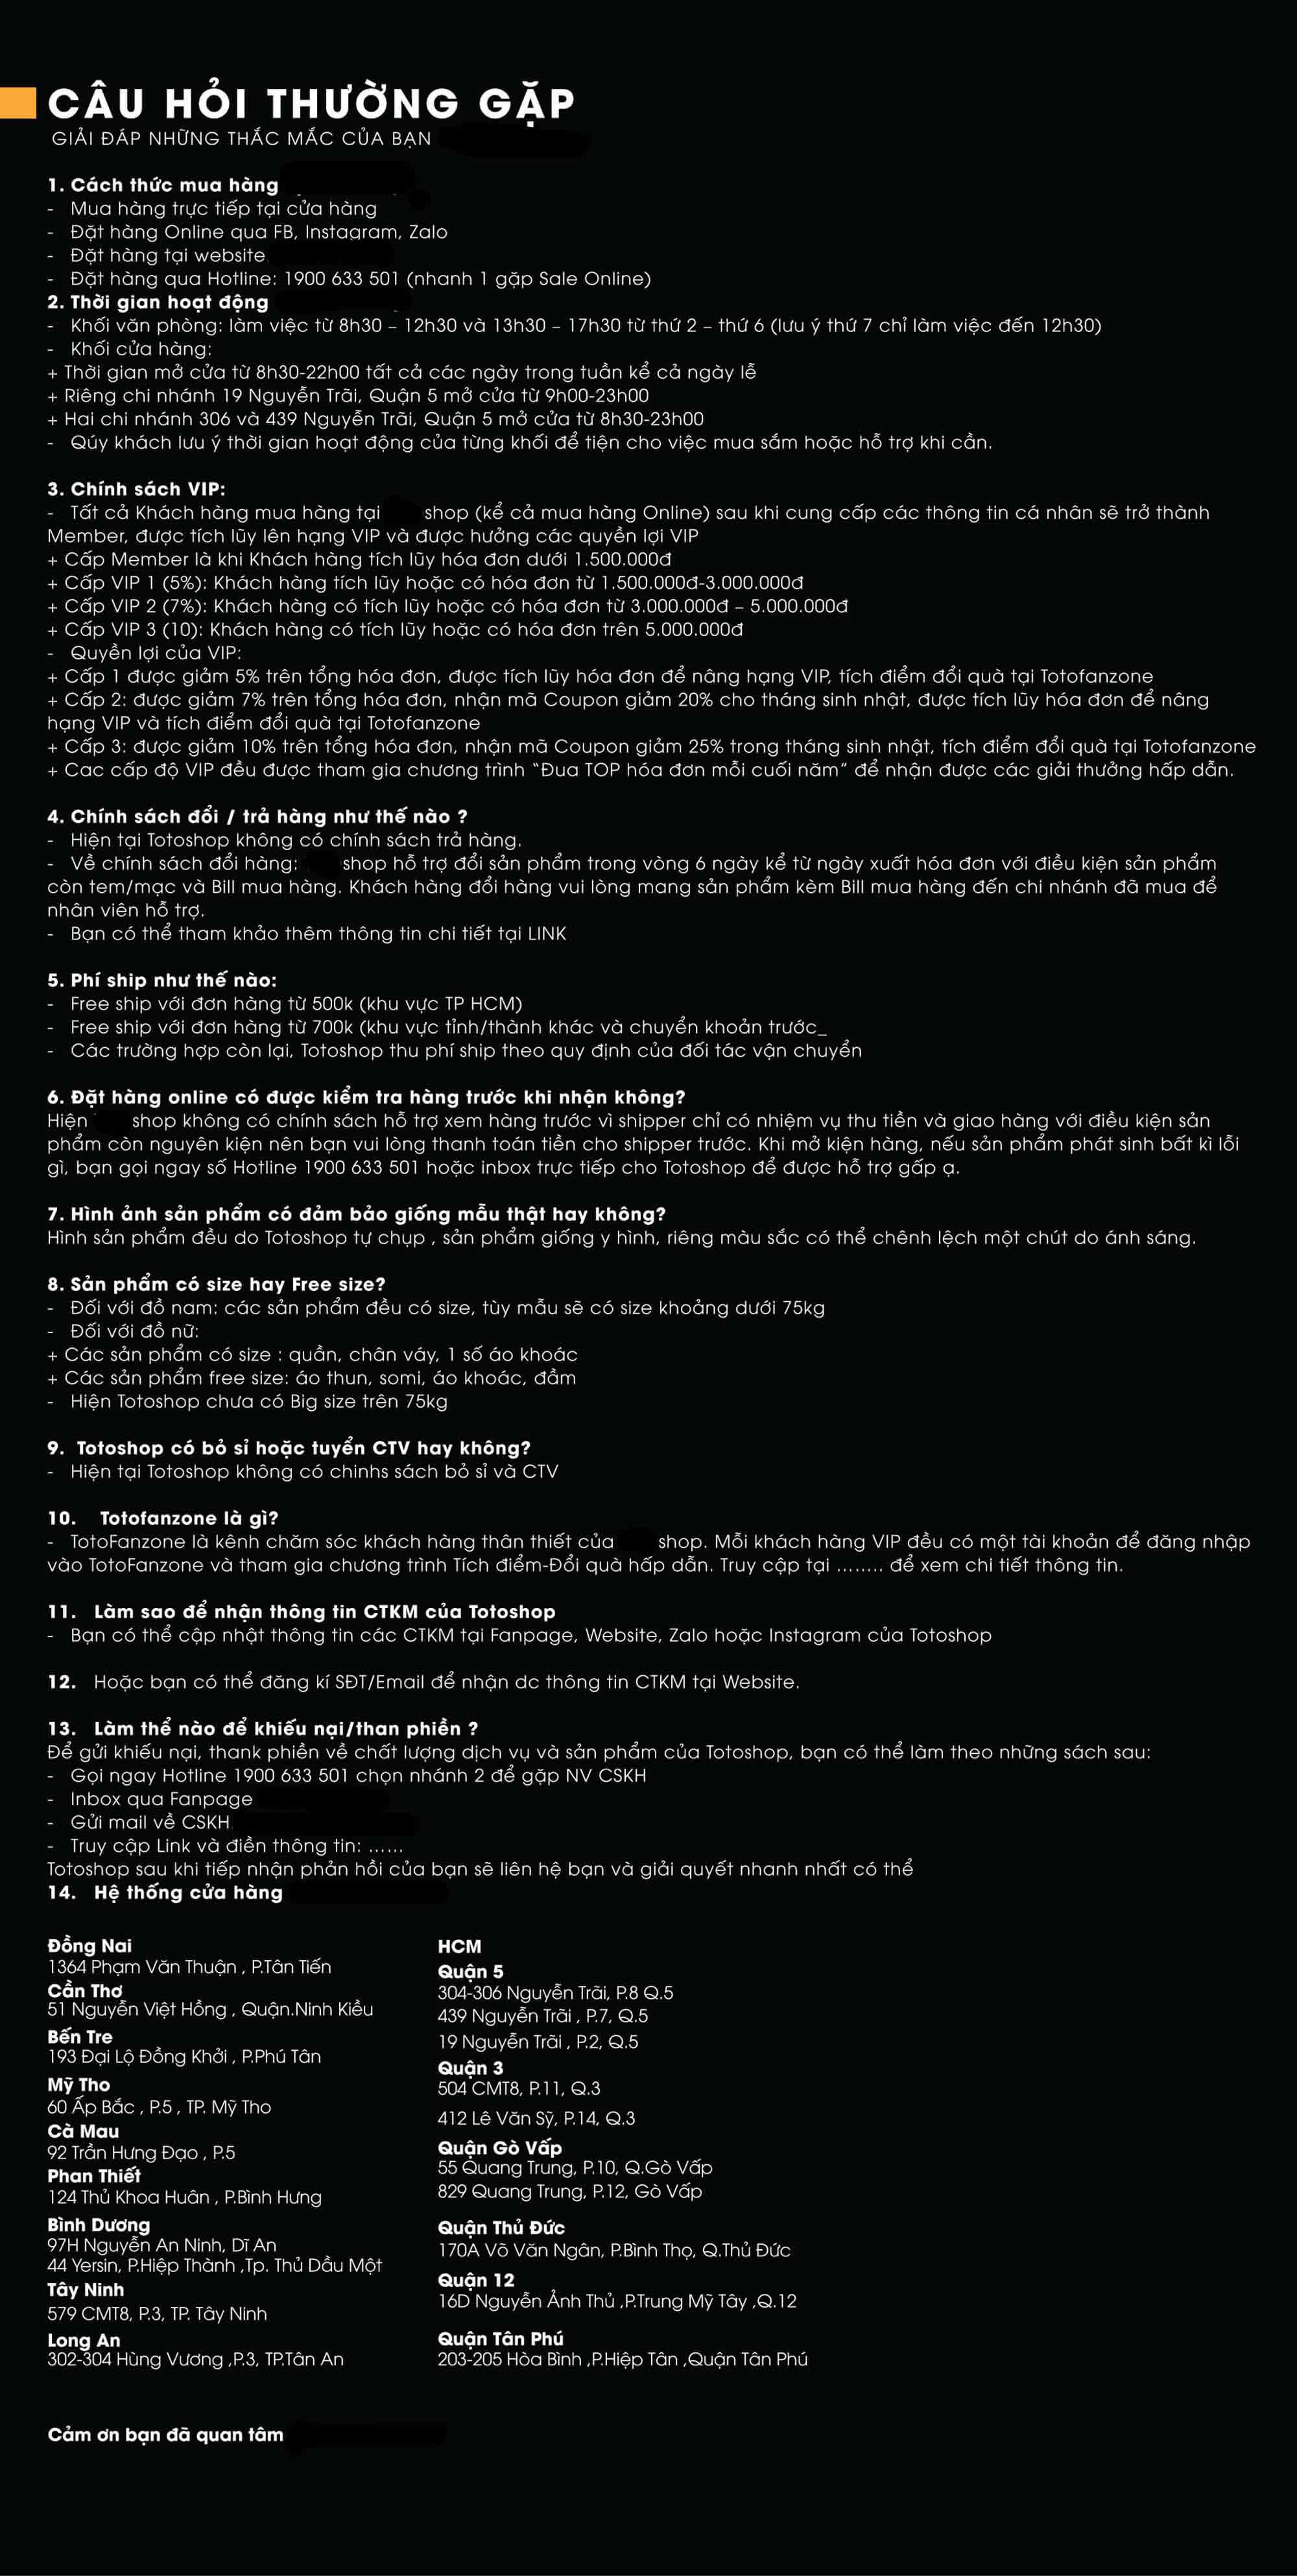 CÂU HỎI THƯỜNG GẶP
GIẢI ĐÁP NHỮNG THẮC MẮC CỦA BẠN
1. Cách thức mua hàng
- Mua hàng trực tiếp tại cửa hàng
- Đặt hàng Online qua FB, Instagram, Zalo
- Đặt hàng tại website
- Đặt hàng qua Hotline: 1900 633 501 (nhanh 1 gặp Sale Online)
2. Thời gian hoạt động
- Khối văn phòng: làm việc từ 8h30 – 12h30 và 13h30 – 17h30 từ thứ 2 – thứ 6 (lưu ý thứ 7 chỉ làm việc đến 12h30)
- Khối cửa hàng:
+ Thời gian mở cửa từ 8h30-22h00 tất cả các ngày trong tuần kể cả ngày lễ
+ Riêng chi nhánh 19 Nguyễn Trãi, Quận 5 mở cửa từ 9h00-23h00
+ Hai chi nhánh 306 và 439 Nguyễn Trãi, Quận 5 mở cửa từ 8h30-23h00
- Qúy khách lưu ý thời gian hoạt động của từng khối để tiện cho việc mua sắm hoặc hỗ trợ khi cần.
3. Chính sách VIP:
- Tất cả Khách hàng mua hàng tại shop (kể cả mua hàng Online) sau khi cung cấp các thông tin cá nhân sẽ trở thành
Member, được tích lũy lên hạng VIP và được hưởng các quyền lợi VIP
+ Cấp Member là khi Khách hàng tích lũy hóa đơn dưới 1.500.000đ
+ Cấp VIP 1 (5%): Khách hàng tích lũy hoặc có hóa đơn từ 1.500.000đ-3.000.000đ
+ Cấp VIP 2 (7%): Khách hàng có tích lũy hoặc có hóa đơn từ 3.000.000đ – 5.000.000đ
+ Cấp VIP 3 (10): Khách hàng có tích lũy hoặc có hóa đơn trên 5.000.000đ
- Quyền lợi của VIP:
+ Cấp 1 được giảm 5% trên tổng hóa đơn, được tích lũy hóa đơn để nâng hạng VIP, tích điểm đổi quà tại Totofanzone
+ Cấp 2: được giảm 7% trên tổng hóa đơn, nhận mã Coupon giảm 20% cho tháng sinh nhật, được tích lũy hóa đơn để nâng
hạng VIP và tích điểm đổi quà tại Totofanzone
+ Cấp 3: được giảm 10% trên tổng hóa đơn, nhận mã Coupon giảm 25% trong tháng sinh nhật, tích điểm đổi quà tại Totofanzone
+ Cac cấp độ VIP đều được tham gia chương trình “Đua TOP hóa đơn mỗi cuối năm” để nhận được các giải thưởng hấp dẫn.
4. Chính sách đổi / trả hàng như thế nào ?
- Hiện tại Totoshop không có chính sách trả hàng.
- Về chính sách đổi hàng: shop hỗ trợ đổi sản phẩm trong vòng 6 ngày kể từ ngày xuất hóa đơn với điều kiện sản phẩm
còn tem/mạc và Bill mua hàng. Khách hàng đổi hàng vui lòng mang sản phẩm kèm Bill mua hàng đến chi nhánh đã mua để
nhân viên hỗ trợ.
- Bạn có thể tham khảo thêm thông tin chi tiết tại LINK
5. Phí ship như thế nào:
- Free ship với đơn hàng từ 500k (khu vực TP HCM)
- Free ship với đơn hàng từ 700k (khu vực tỉnh/thành khác và chuyển khoản trước_
- Các trường hợp còn lại, Totoshop thu phí ship theo quy định của đối tác vận chuyển
6. Đặt hàng online có được kiểm tra hàng trước khi nhận không?
Hiện shop không có chính sách hỗ trợ xem hàng trước vì shipper chỉ có nhiệm vụ thu tiền và giao hàng với điều kiện sản
phẩm còn nguyên kiện nên bạn vui lòng thanh toán tiền cho shipper trước. Khi mở kiện hàng, nếu sản phẩm phát sinh bất kì lỗi
gì, bạn gọi ngay số Hotline 1900 633 501 hoặc inbox trực tiếp cho Totoshop để được hỗ trợ gấp ạ.
7. Hình ảnh sản phẩm có đảm bảo giống mẫu thật hay không?
Hình sản phẩm đều do Totoshop tự chụp , sản phẩm giống y hình, riêng màu sắc có thể chênh lệch một chút do ánh sáng.
8. Sản phẩm có size hay Free size?
- Đối với đồ nam: các sản phẩm đều có size, tùy mẫu sẽ có size khoảng dưới 75kg
- Đối với đồ nữ:
+ Các sản phẩm có size : quần, chân váy, 1 số áo khoác
+ Các sản phẩm free size: áo thun, somi, áo khoác, đầm
- Hiện Totoshop chưa có Big size trên 75kg
9. Totoshop có bỏ sỉ hoặc tuyển CTV hay không?
- Hiện tại Totoshop không có chinhs sách bỏ sỉ và CTV
10. Totofanzone là gì?
- TotoFanzone là kênh chăm sóc khách hàng thân thiết của shop. Mỗi khách hàng VIP đều có một tài khoản để đăng nhập
vào TotoFanzone và tham gia chương trình Tích điểm-Đổi quà hấp dẫn. Truy cập tại …..... để xem chi tiết thông tin.
11. Làm sao để nhận thông tin CTKM của Totoshop
- Bạn có thể cập nhật thông tin các CTKM tại Fanpage, Website, Zalo hoặc Instagram của Totoshop
12. Hoặc bạn có thể đăng kí SĐT/Email để nhận dc thông tin CTKM tại Website.
13. Làm thể nào để khiếu nại/than phiền ?
Để gửi khiếu nại, thank phiền về chất lượng dịch vụ và sản phẩm của Totoshop, bạn có thể làm theo những sách sau:
- Gọi ngay Hotline 1900 633 501 chọn nhánh 2 để gặp NV CSKH
- Inbox qua Fanpage
- Gửi mail về CSKH
- Truy cập Link và điền thông tin: ......
Totoshop sau khi tiếp nhận phản hồi của bạn sẽ liên hệ bạn và giải quyết nhanh nhất có thể
14. Hệ thống cửa hàng
Đồng Nai
1364 Phạm Văn Thuận , P.Tân Tiến
Cần Thơ
51 Nguyễn Việt Hồng , Quận.Ninh Kiều
Bến Tre
193 Đại Lộ Đồng Khởi , P.Phú Tân
Mỹ Tho
60 Ấp Bắc , P.5 , TP. Mỹ Tho
Cà Mau
92 Trần Hưng Đạo , P.5
Phan Thiết
124 Thủ Khoa Huân , P.Bình Hưng
Bình Dương
97H Nguyễn An Ninh, Dĩ An
44 Yersin, P.Hiệp Thành ,Tp. Thủ Dầu Một
Tây Ninh
579 CMT8, P.3, TP. Tây Ninh
Long An
302-304 Hùng Vương ,P.3, TP.Tân An
HCM
Quận 5
304-306 Nguyễn Trãi, P.8 Q.5
439 Nguyễn Trãi , P.7, Q.5
19 Nguyễn Trãi , P.2, Q.5
Quận 3
504 CMT8, P.11, Q.3
412 Lê Văn Sỹ, P.14, Q.3
Quận Gò Vấp
55 Quang Trung, P.10, Q.Gò Vấp
829 Quang Trung, P.12, Gò Vấp
Quận Thủ Đức
170A Võ Văn Ngân, P.Bình Thọ, Q.Thủ Đức
Quận 12
16D Nguyễn Ảnh Thủ ,P.Trung Mỹ Tây ,Q.12
Quận Tân Phú
203-205 Hòa Bình ,P.Hiệp Tân ,Quận Tân Phú
Cảm ơn bạn đã quan tâm